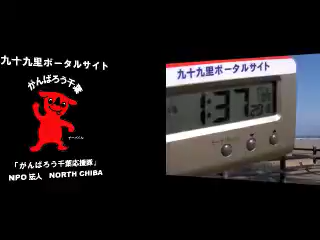 九十九里ポータルサイト
がんばろう千葉
「がんばろう千葉応援隊」
NPO 法人 NORTH CHIBA
九十九里ポータルサイト
1:37